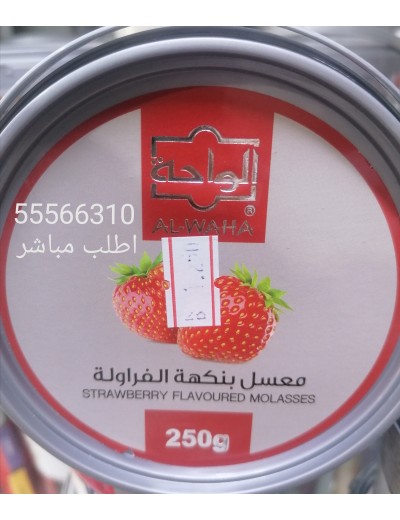 الواحة
®
AL-WAHA
55566310
اطلب مباشر
معسل بنكهة الفراولة
STRAWBERRY FLAVOURED MOLASSES
250g